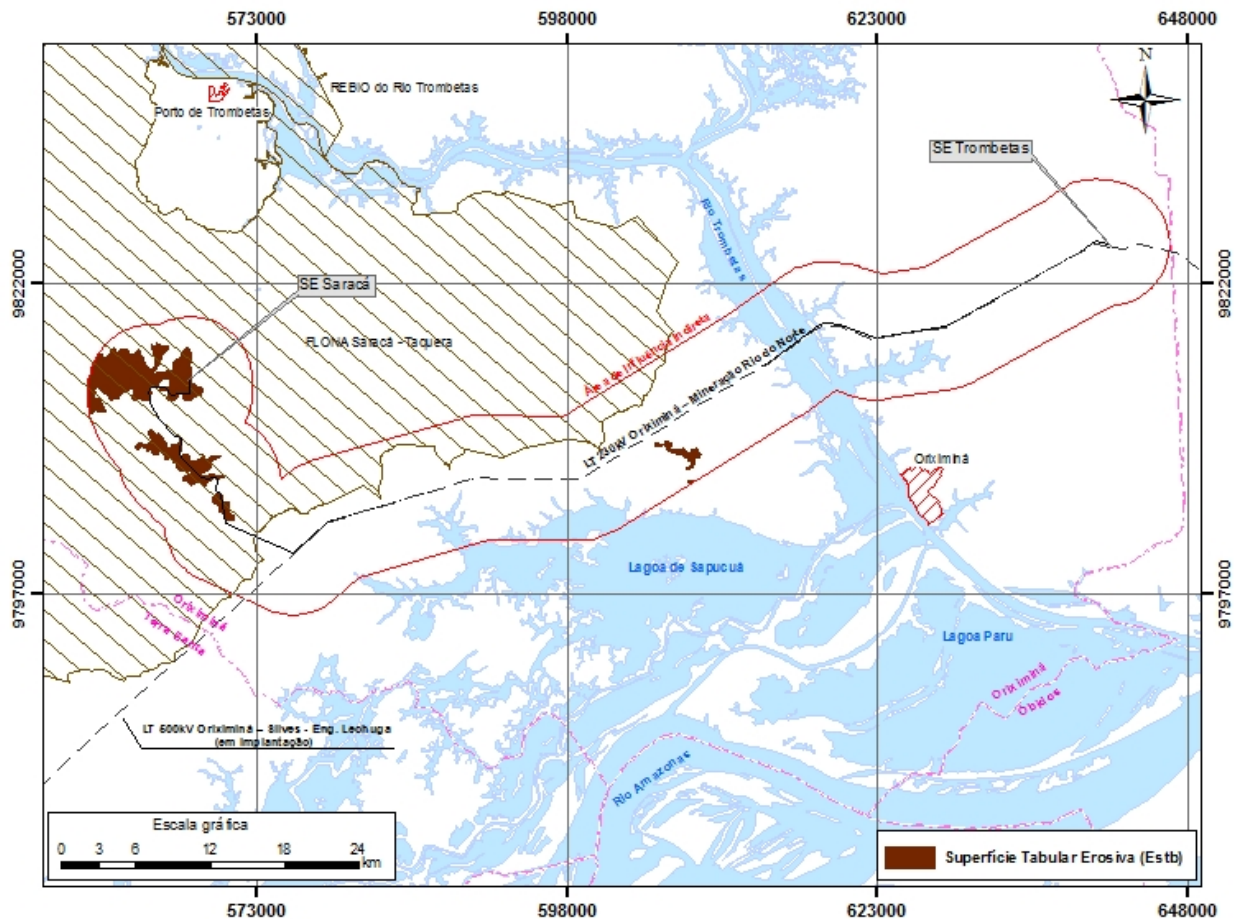 573000 598000 623000 648000
N
REBIO do Rio Trombetas
Porto de Trombetas
SE Trombetas
Rio Trombetas
9822000 9822000
SE Saracá
FLONA Saracá - Taquera
Área de Influência Indireta
LT 230kV Oriximiná – Mineração Rio do Norte
Oriximiná
Lagoa de Sapucuá
9797000 9797000
Oriximiná
Terra Santa
Lagoa Paru
Oriximiná
Óbidos
LT 500kV Oriximiná – Silves - Eng. Lechuga
(em implantação)
Rio Amazonas
Escala gráfica
0 3 6 12 18 24
km
Superfície Tabular Erosiva (Estb)
573000 598000 623000 648000